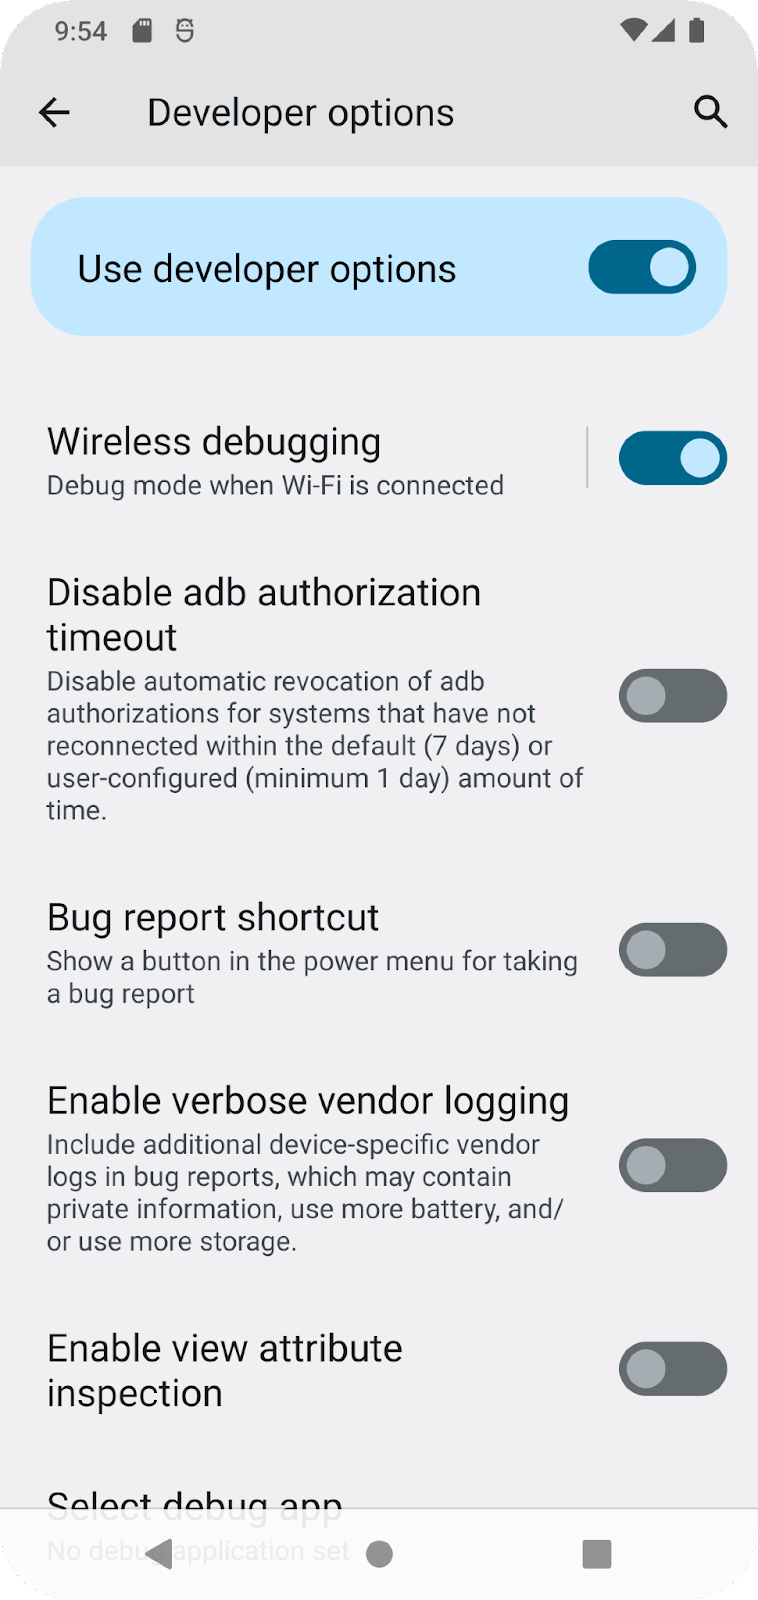 9:54
Developer options
Use developer options
Wireless debugging
Debug mode when Wi-Fi is connected
Disable adb authorization
timeout
Disable automatic revocation of adb
authorizations for systems that have not
reconnected within the default (7 days) or
user-configured (minimum 1 day) amount of
time.
Bug report shortcut
Show a button in the power menu for taking
a bug report
Enable verbose vendor logging
Include additional device-specific vendor
logs in bug reports, which may contain
private information, use more battery, and/
or use more storage.
Enable view attribute
inspection
Select debug app
No debug application set